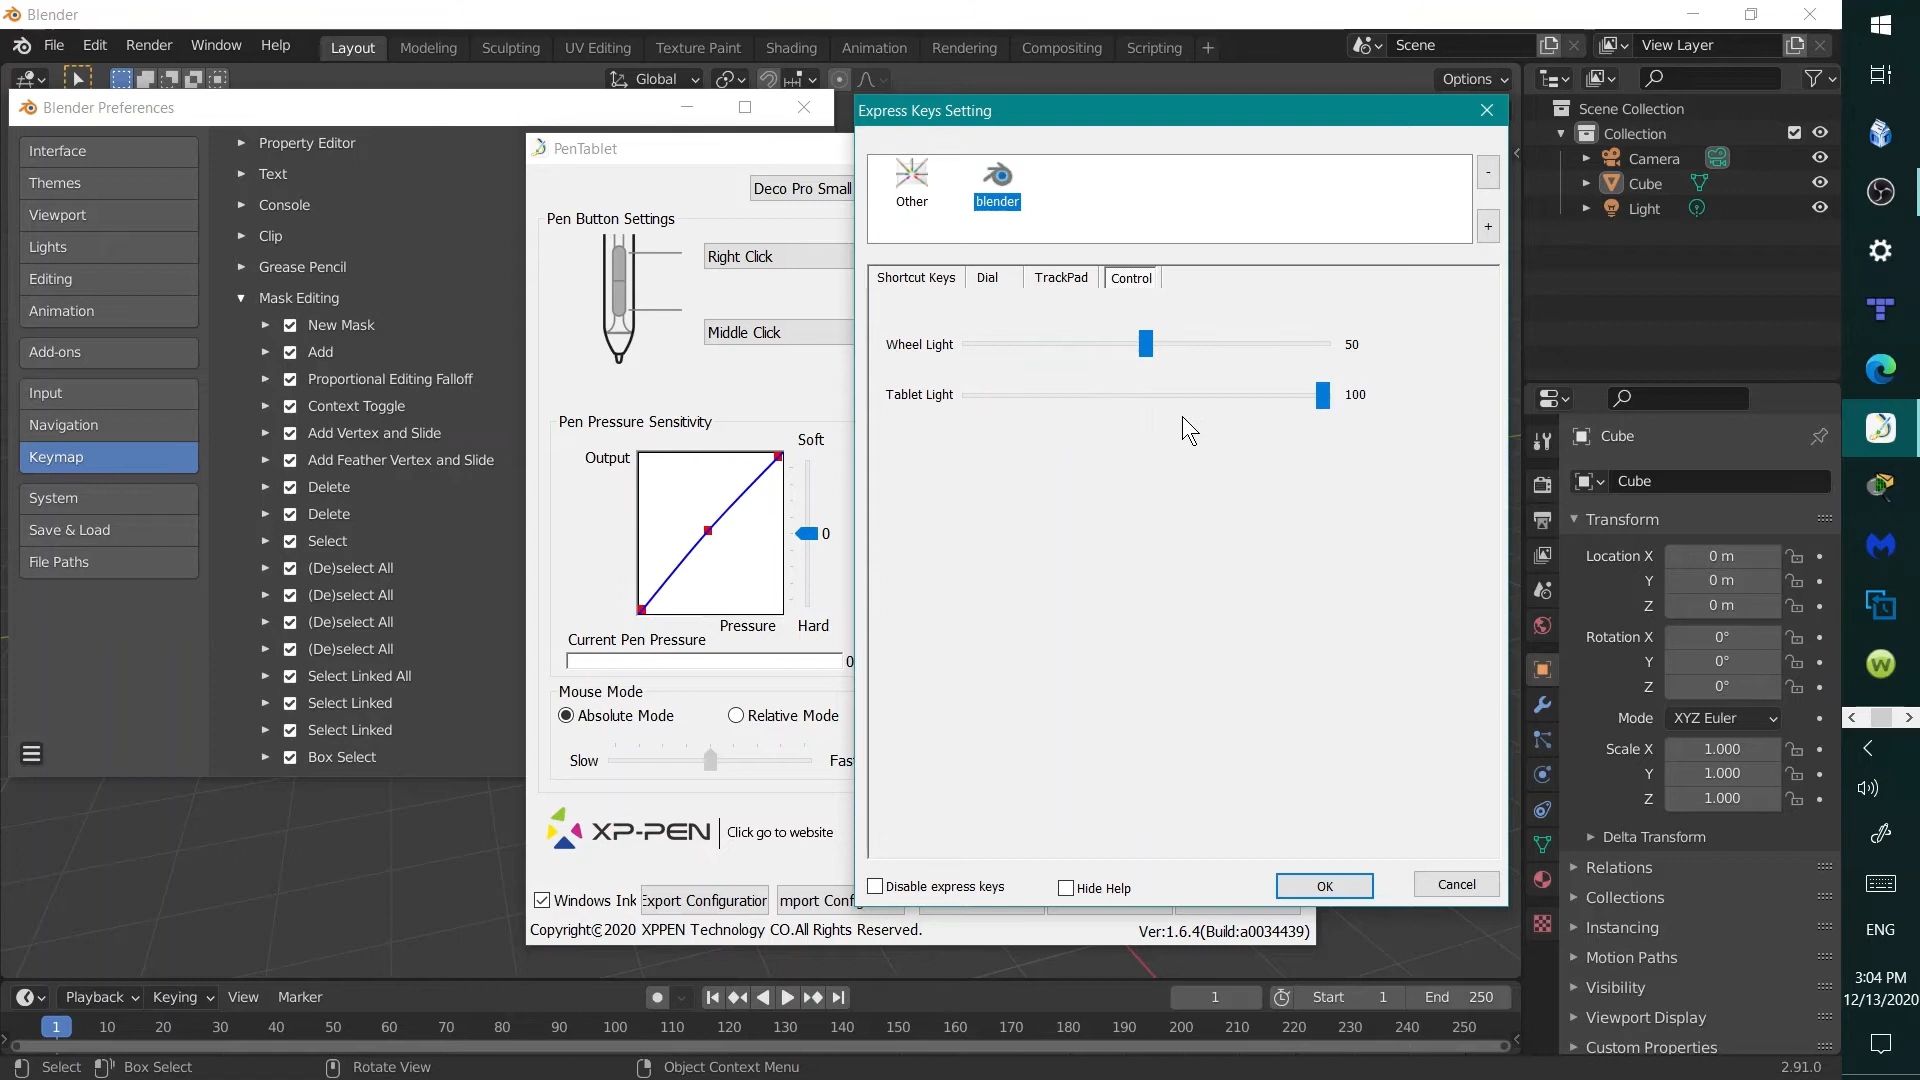 Blender
File Edit Render Window Help
Layout Modeling Sculpting UV Editing Texture Paint Shading Animation Rendering Compositing Scripting +
Scene
View Layer
Global
Options
Blender Preferences
Interface
Themes
Viewport
Lights
Editing
Animation
Add-ons
Input
Navigation
Keymap
System
Save & Load
File Paths
Property Editor
Text
Console
Clip
Grease Pencil
Mask Editing
New Mask
Add
Proportional Editing Falloff
Context Toggle
Add Vertex and Slide
Add Feather Vertex and Slide
Delete
Delete
Select
(De)select All
(De)select All
(De)select All
(De)select All
Select Linked All
Select Linked
Select Linked
Box Select
PenTablet
Deco Pro Small
Pen Button Settings
Right Click
Middle Click
Pen Pressure Sensitivity
Soft
Output
0
Pressure
Hard
Current Pen Pressure
0
Mouse Mode
Absolute Mode Relative Mode
Slow
Fas
XP-PEN Click go to website
Windows Ink
Export Configuration
mport Conf
Copyright©2020 XPPEN Technology CO.All Rights Reserved.
Ver:1.6.4(Build:a0034439)
Express Keys Setting
Other
blender
-
+
Shortcut Keys Dial TrackPad Control
Wheel Light 50
Tablet Light 100
Disable express keys
Hide Help
OK
Cancel
Scene Collection
Collection
Camera
Cube
Light
Cube
Cube
Transform
Location X 0 m
Y 0 m
Z 0 m
Rotation X 0°
Y 0°
Z 0°
Mode XYZ Euler
Scale X 1.000
Y 1.000
Z 1.000
Delta Transform
Relations
Collections
Instancing
Motion Paths
Visibility
Viewport Display
Custom Properties
Playback Keying View Marker
1
Start 1
End 250
1 10 20 30 40 50 60 70 80 90 100 110 120 130 140 150 160 170 180 190 200 210 220 230 240 250
Select
Box Select
Rotate View
Object Context Menu
2.91.0
ENG
3:04 PM
12/13/2020